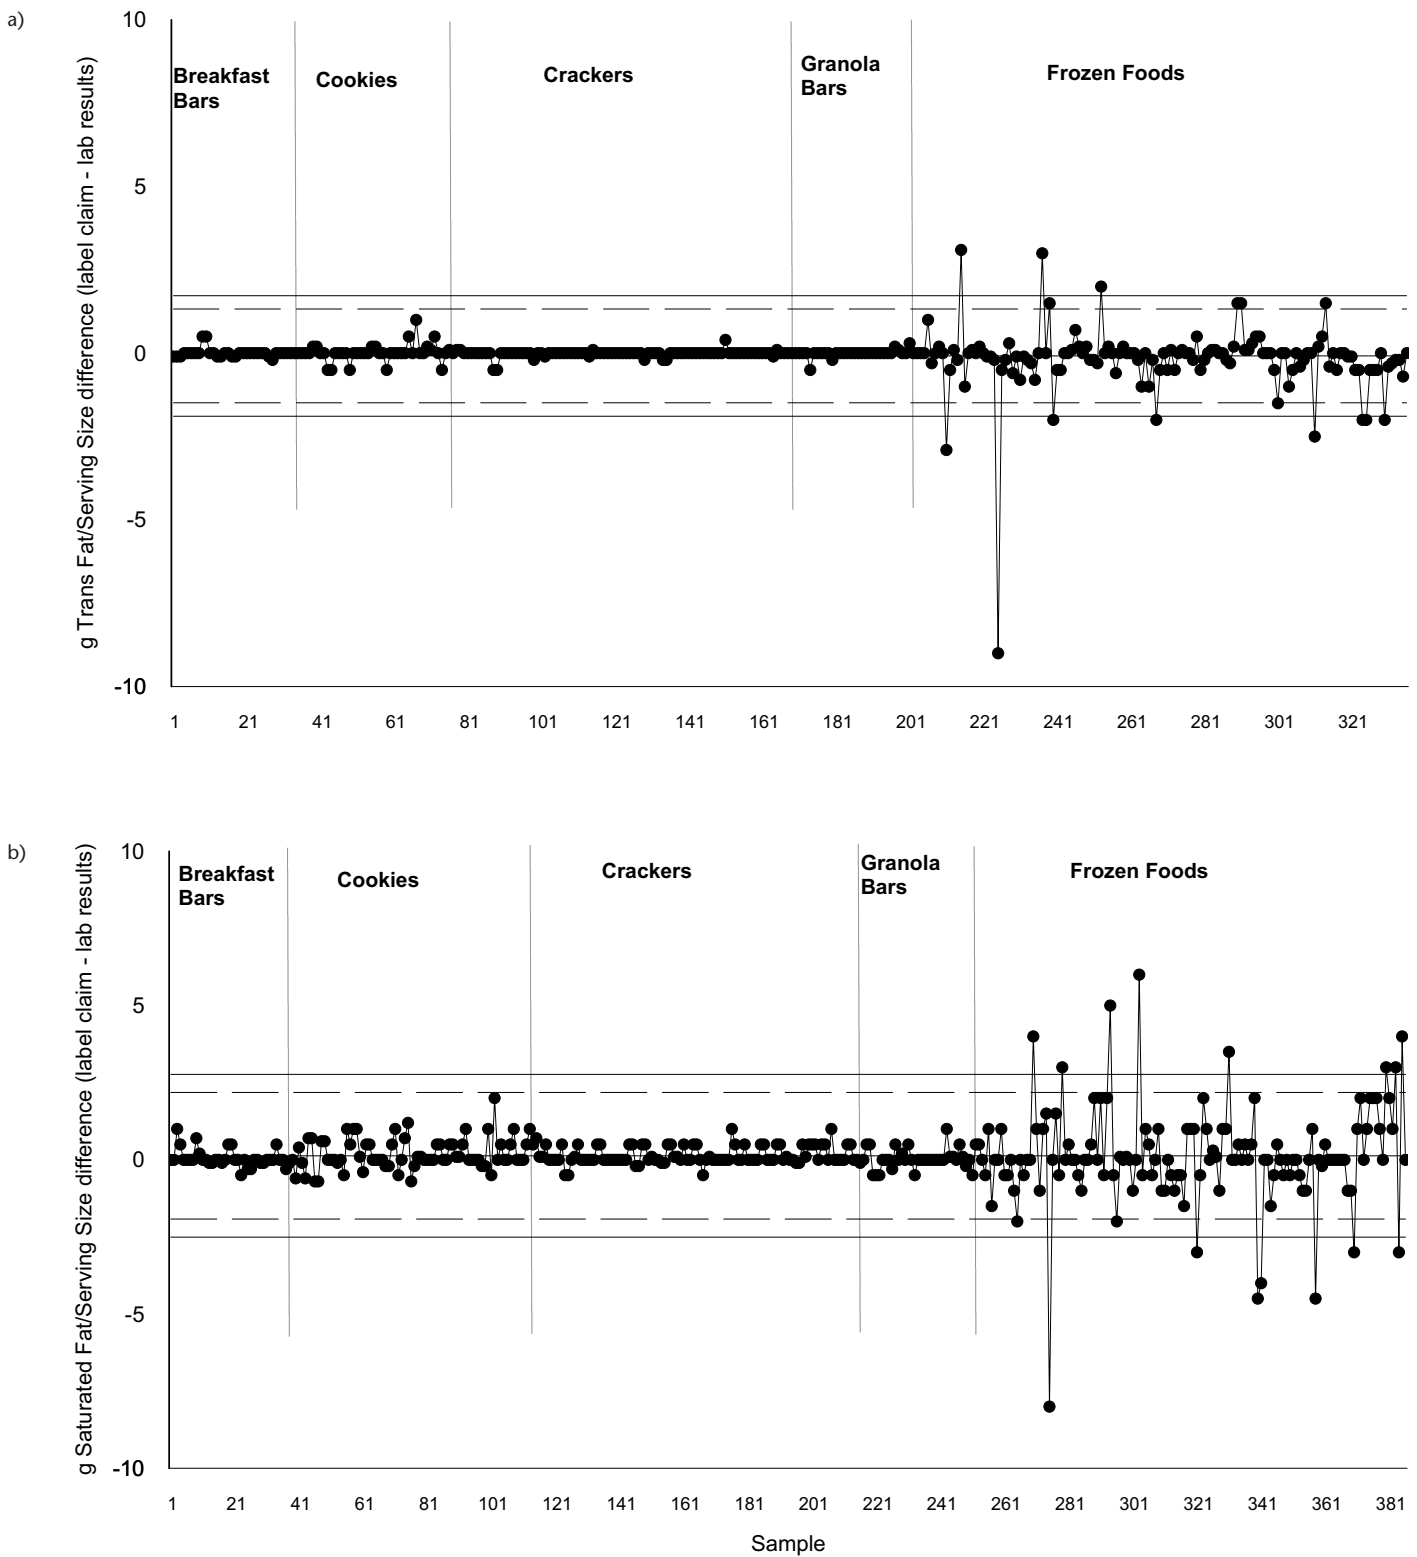 a)
g Trans Fat/Serving Size difference (label claim - lab results)
10
5
0
-5
-10
Breakfast
Bars
Cookies
Crackers
Granola
Bars
Frozen Foods
1 21 41 61 81 101 121 141 161 181 201 221 241 261 281 301 321
b)
g Saturated Fat/Serving Size difference (label claim - lab results)
10
5
0
-5
-10
Breakfast
Bars
Cookies
Crackers
Granola
Bars
Frozen Foods
1 21 41 61 81 101 121 141 161 181 201 221 241 261 281 301 321 341 361 381
Sample